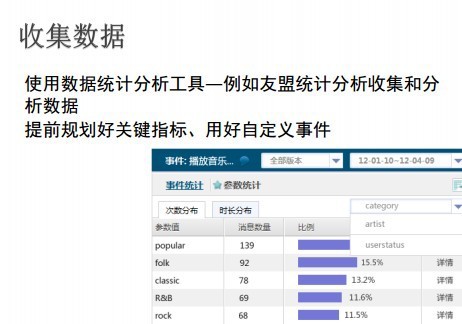 收集数据
使用数据统计分析工具—例如友盟统计分析收集和分
析数据
提前规划好关键指标、用好自定义事件
事件: 播放音乐... 全部版本 12-01-10~12-04-09
事件统计 参数统计
次数分布 时长分布 category
参数值 消息数量 比例 artist
popular 139 userstatus
folk 92 15.5% 详情
classic 78 13.2% 详情
R&B 69 11.6% 详情
rock 68 11.5% 详情